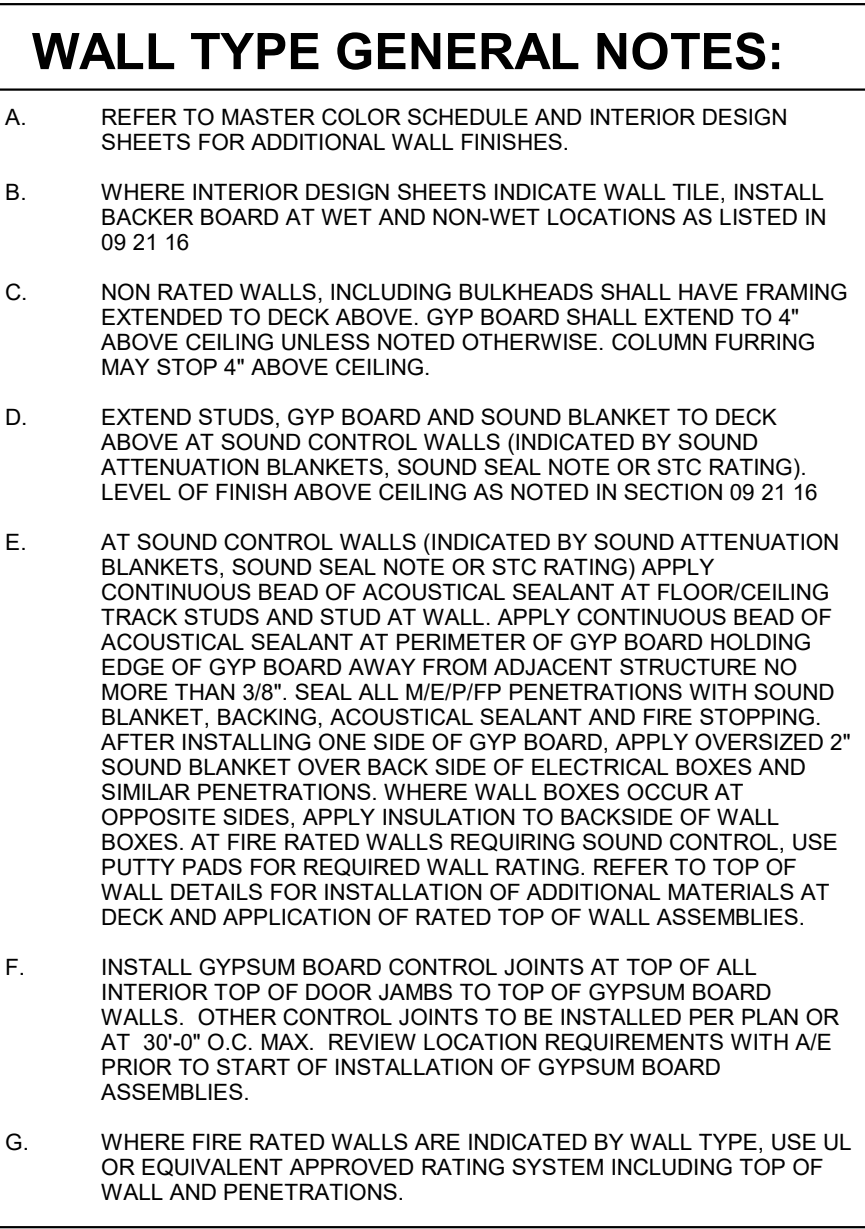 WALL TYPE GENERAL NOTES:
A. REFER TO MASTER COLOR SCHEDULE AND INTERIOR DESIGN
SHEETS FOR ADDITIONAL WALL FINISHES.
B. WHERE INTERIOR DESIGN SHEETS INDICATE WALL TILE, INSTALL
BACKER BOARD AT WET AND NON-WET LOCATIONS AS LISTED IN
09 21 16
C. NON RATED WALLS, INCLUDING BULKHEADS SHALL HAVE FRAMING
EXTENDED TO DECK ABOVE. GYP BOARD SHALL EXTEND TO 4"
ABOVE CEILING UNLESS NOTED OTHERWISE. COLUMN FURRING
MAY STOP 4" ABOVE CEILING.
D. EXTEND STUDS, GYP BOARD AND SOUND BLANKET TO DECK
ABOVE AT SOUND CONTROL WALLS (INDICATED BY SOUND
ATTENUATION BLANKETS, SOUND SEAL NOTE OR STC RATING).
LEVEL OF FINISH ABOVE CEILING AS NOTED IN SECTION 09 21 16
E. AT SOUND CONTROL WALLS (INDICATED BY SOUND ATTENUATION
BLANKETS, SOUND SEAL NOTE OR STC RATING) APPLY
CONTINUOUS BEAD OF ACOUSTICAL SEALANT AT FLOOR/CEILING
TRACK STUDS AND STUD AT WALL. APPLY CONTINUOUS BEAD OF
ACOUSTICAL SEALANT AT PERIMETER OF GYP BOARD HOLDING
EDGE OF GYP BOARD AWAY FROM ADJACENT STRUCTURE NO
MORE THAN 3/8". SEAL ALL M/E/P/FP PENETRATIONS WITH SOUND
BLANKET, BACKING, ACOUSTICAL SEALANT AND FIRE STOPPING.
AFTER INSTALLING ONE SIDE OF GYP BOARD, APPLY OVERSIZED 2"
SOUND BLANKET OVER BACK SIDE OF ELECTRICAL BOXES AND
SIMILAR PENETRATIONS. WHERE WALL BOXES OCCUR AT
OPPOSITE SIDES, APPLY INSULATION TO BACKSIDE OF WALL
BOXES. AT FIRE RATED WALLS REQUIRING SOUND CONTROL, USE
PUTTY PADS FOR REQUIRED WALL RATING. REFER TO TOP OF
WALL DETAILS FOR INSTALLATION OF ADDITIONAL MATERIALS AT
DECK AND APPLICATION OF RATED TOP OF WALL ASSEMBLIES.
F. INSTALL GYPSUM BOARD CONTROL JOINTS AT TOP OF ALL
INTERIOR TOP OF DOOR JAMBS TO TOP OF GYPSUM BOARD
WALLS. OTHER CONTROL JOINTS TO BE INSTALLED PER PLAN OR
AT 30'-0" O.C. MAX. REVIEW LOCATION REQUIREMENTS WITH A/E
PRIOR TO START OF INSTALLATION OF GYPSUM BOARD
ASSEMBLIES.
G. WHERE FIRE RATED WALLS ARE INDICATED BY WALL TYPE, USE UL
OR EQUIVALENT APPROVED RATING SYSTEM INCLUDING TOP OF
WALL AND PENETRATIONS.